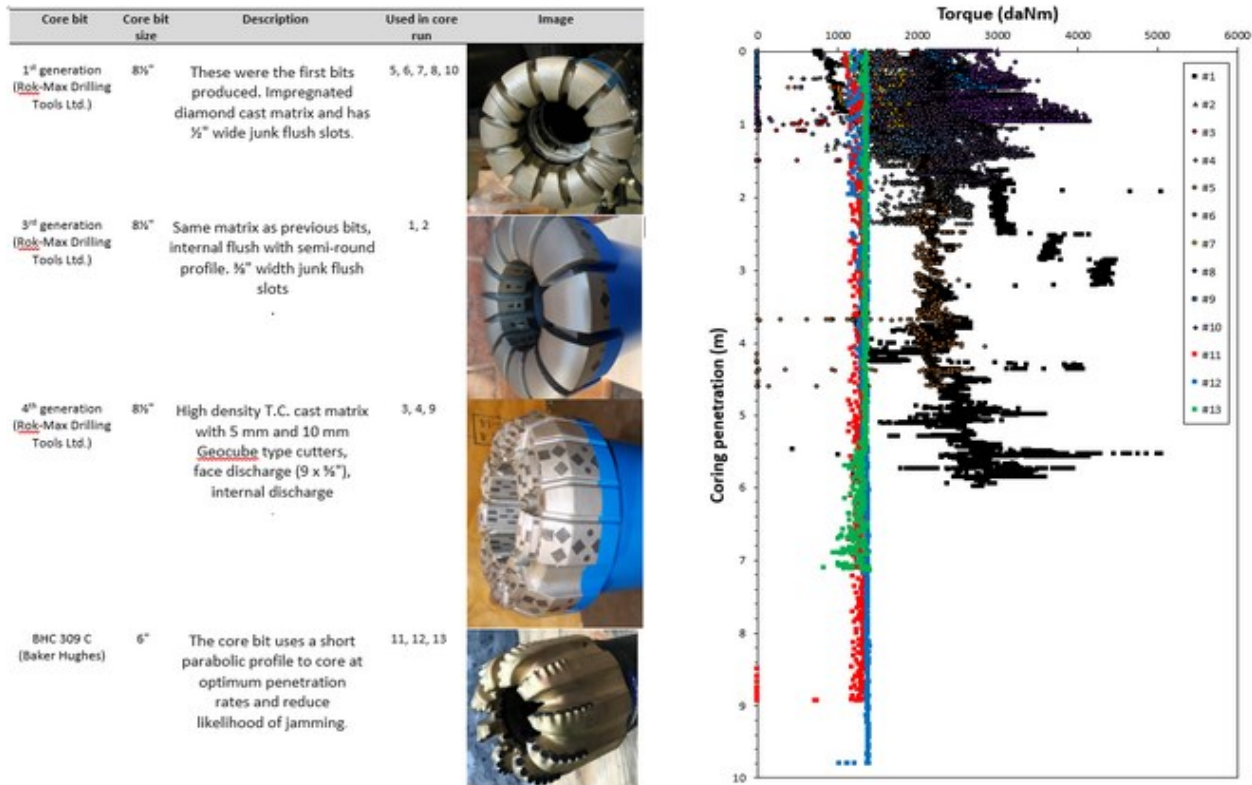 Core bit Core bit size Description Used in core run Image
1st generation (Rok-Max Drilling Tools Ltd.)
8½"
These were the first bits
produced. Impregnated
diamond cast matrix and has
½" wide junk flush slots.
5, 6, 7, 8, 10
3rd generation (Rok-Max Drilling Tools Ltd.)
8½"
Same matrix as previous bits,
internal flush with semi-round
profile. ⅜" width junk flush
slots
.
1, 2
4th generation (Rok-Max Drilling Tools Ltd.)
8½"
High density T.C. cast matrix
with 5 mm and 10 mm
Geocube type cutters,
face discharge (9 x ⅝"),
internal discharge
.
3, 4, 9
BHC 309 C
(Baker Hughes)
6"
The core bit uses a short
parabolic profile to core at
optimum penetration
rates and reduce
likelihood of jamming.
11, 12, 13
Torque (daNm)
0 1000 2000 3000 4000 5000 6000
Coring penetration (m)
0
1
2
3
4
5
6
7
8
9
10
#1
#2
#3
#4
#5
#6
#7
#8
#9
#10
#11
#12
#13